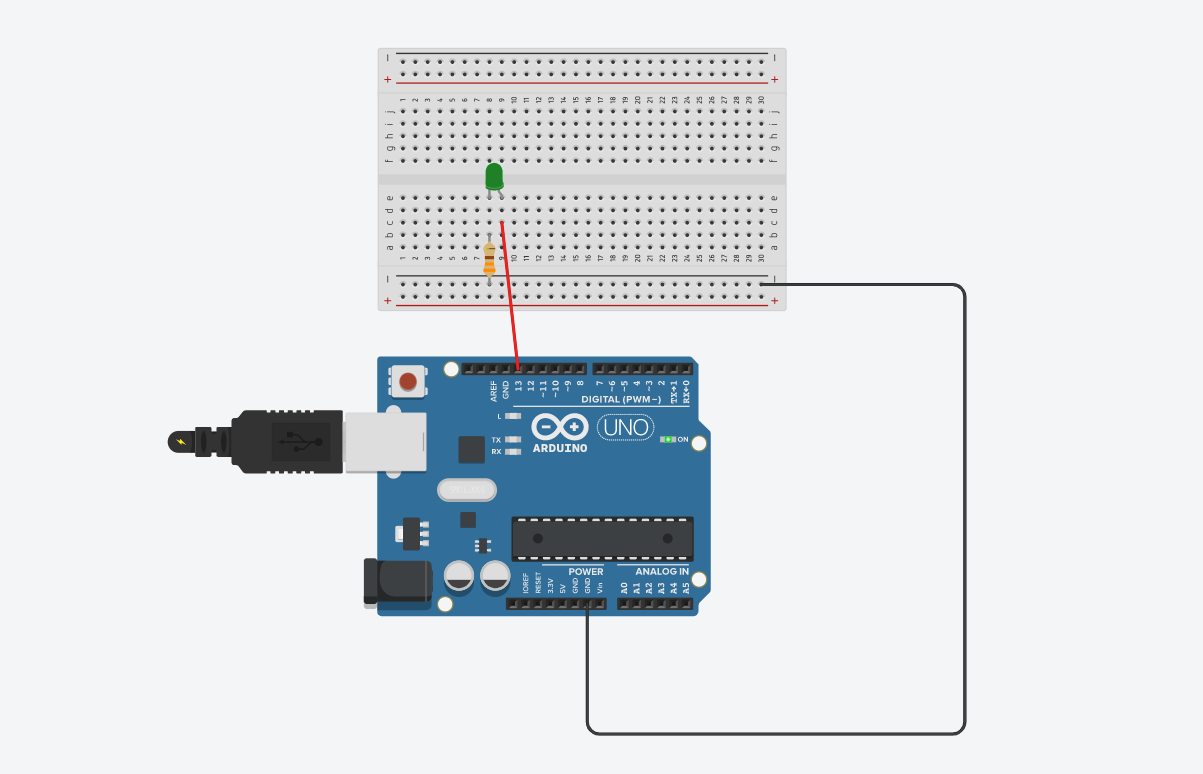 − −
+ +
1 2 3 4 5 6 7 8 9 10 11 12 13 14 15 16 17 18 19 20 21 22 23 24 25 26 27 28 29 30
j j
i i
h h
g g
f f
e e
d d
c c
b b
a a
1 2 3 4 5 6 7 8 9 10 11 12 13 14 15 16 17 18 19 20 21 22 23 24 25 26 27 28 29 30
− −
+ +
AREF GND 13 12 ~11 ~10 ~9 8 7 ~6 ~5 4 ~3 2 TX→1 RX←0
DIGITAL (PWM~)
L
TX
RX
UNO
ARDUINO
ON
POWER ANALOG IN
IOREF RESET 3.3V 5V GND GND Vin A0 A1 A2 A3 A4 A5